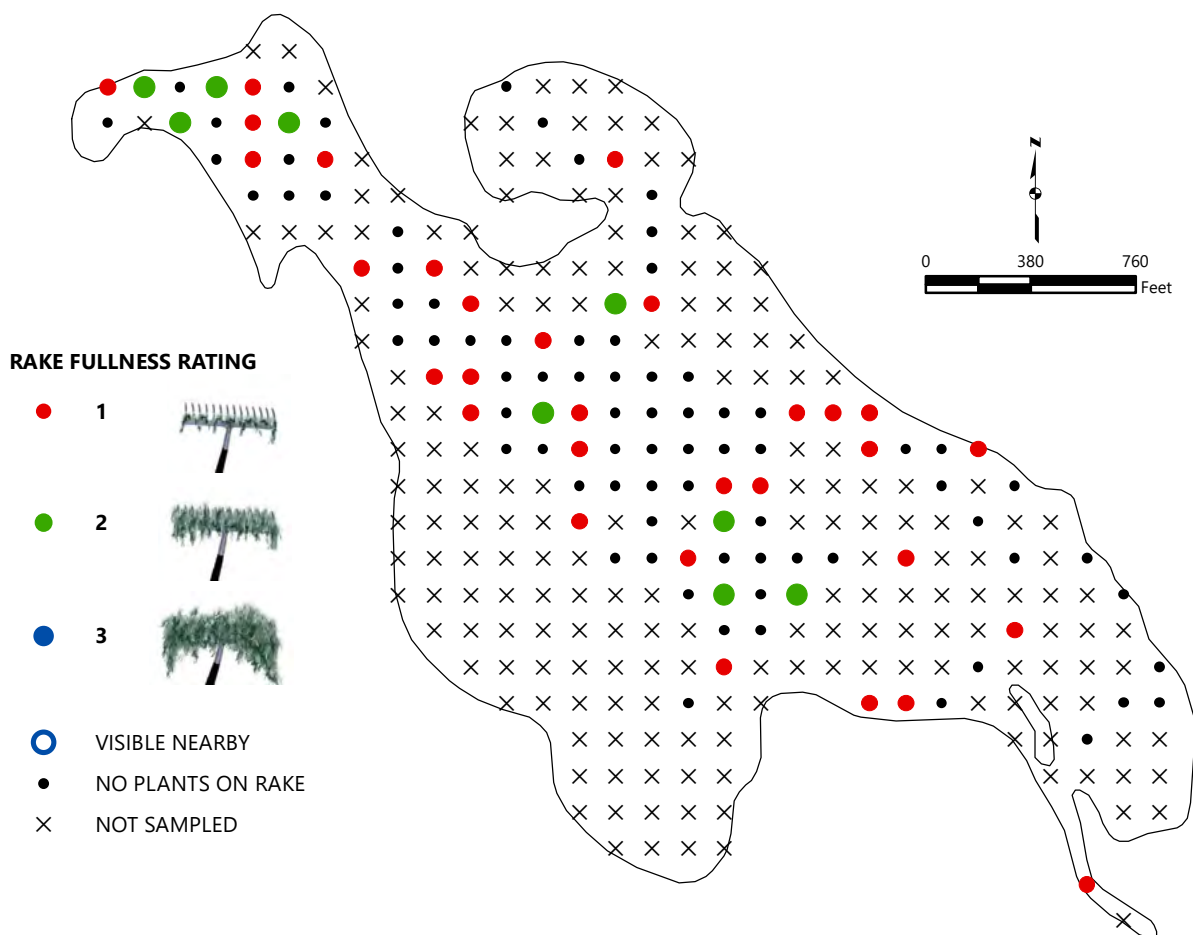 N
0 380 760
Feet
RAKE FULLNESS RATING
1
2
3
VISIBLE NEARBY
NO PLANTS ON RAKE
NOT SAMPLED